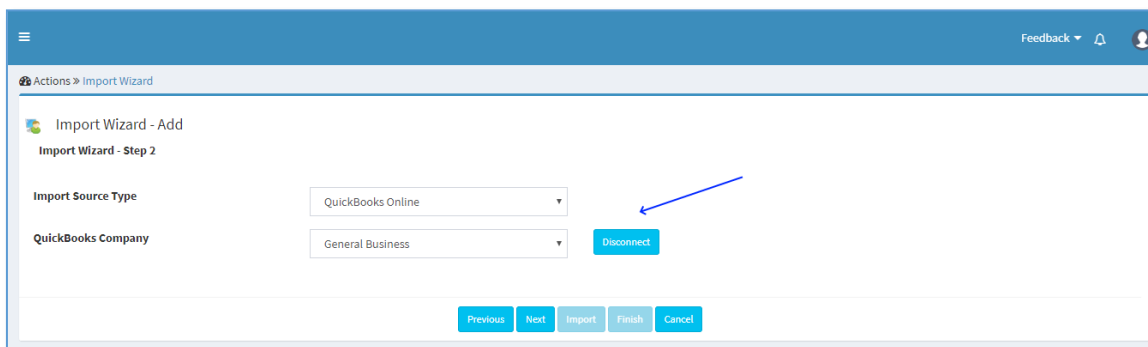 Feedback
Actions » Import Wizard
Import Wizard - Add
Import Wizard - Step 2
Import Source Type
QuickBooks Online
QuickBooks Company
General Business
Disconnect
Previous Next Import Finish Cancel